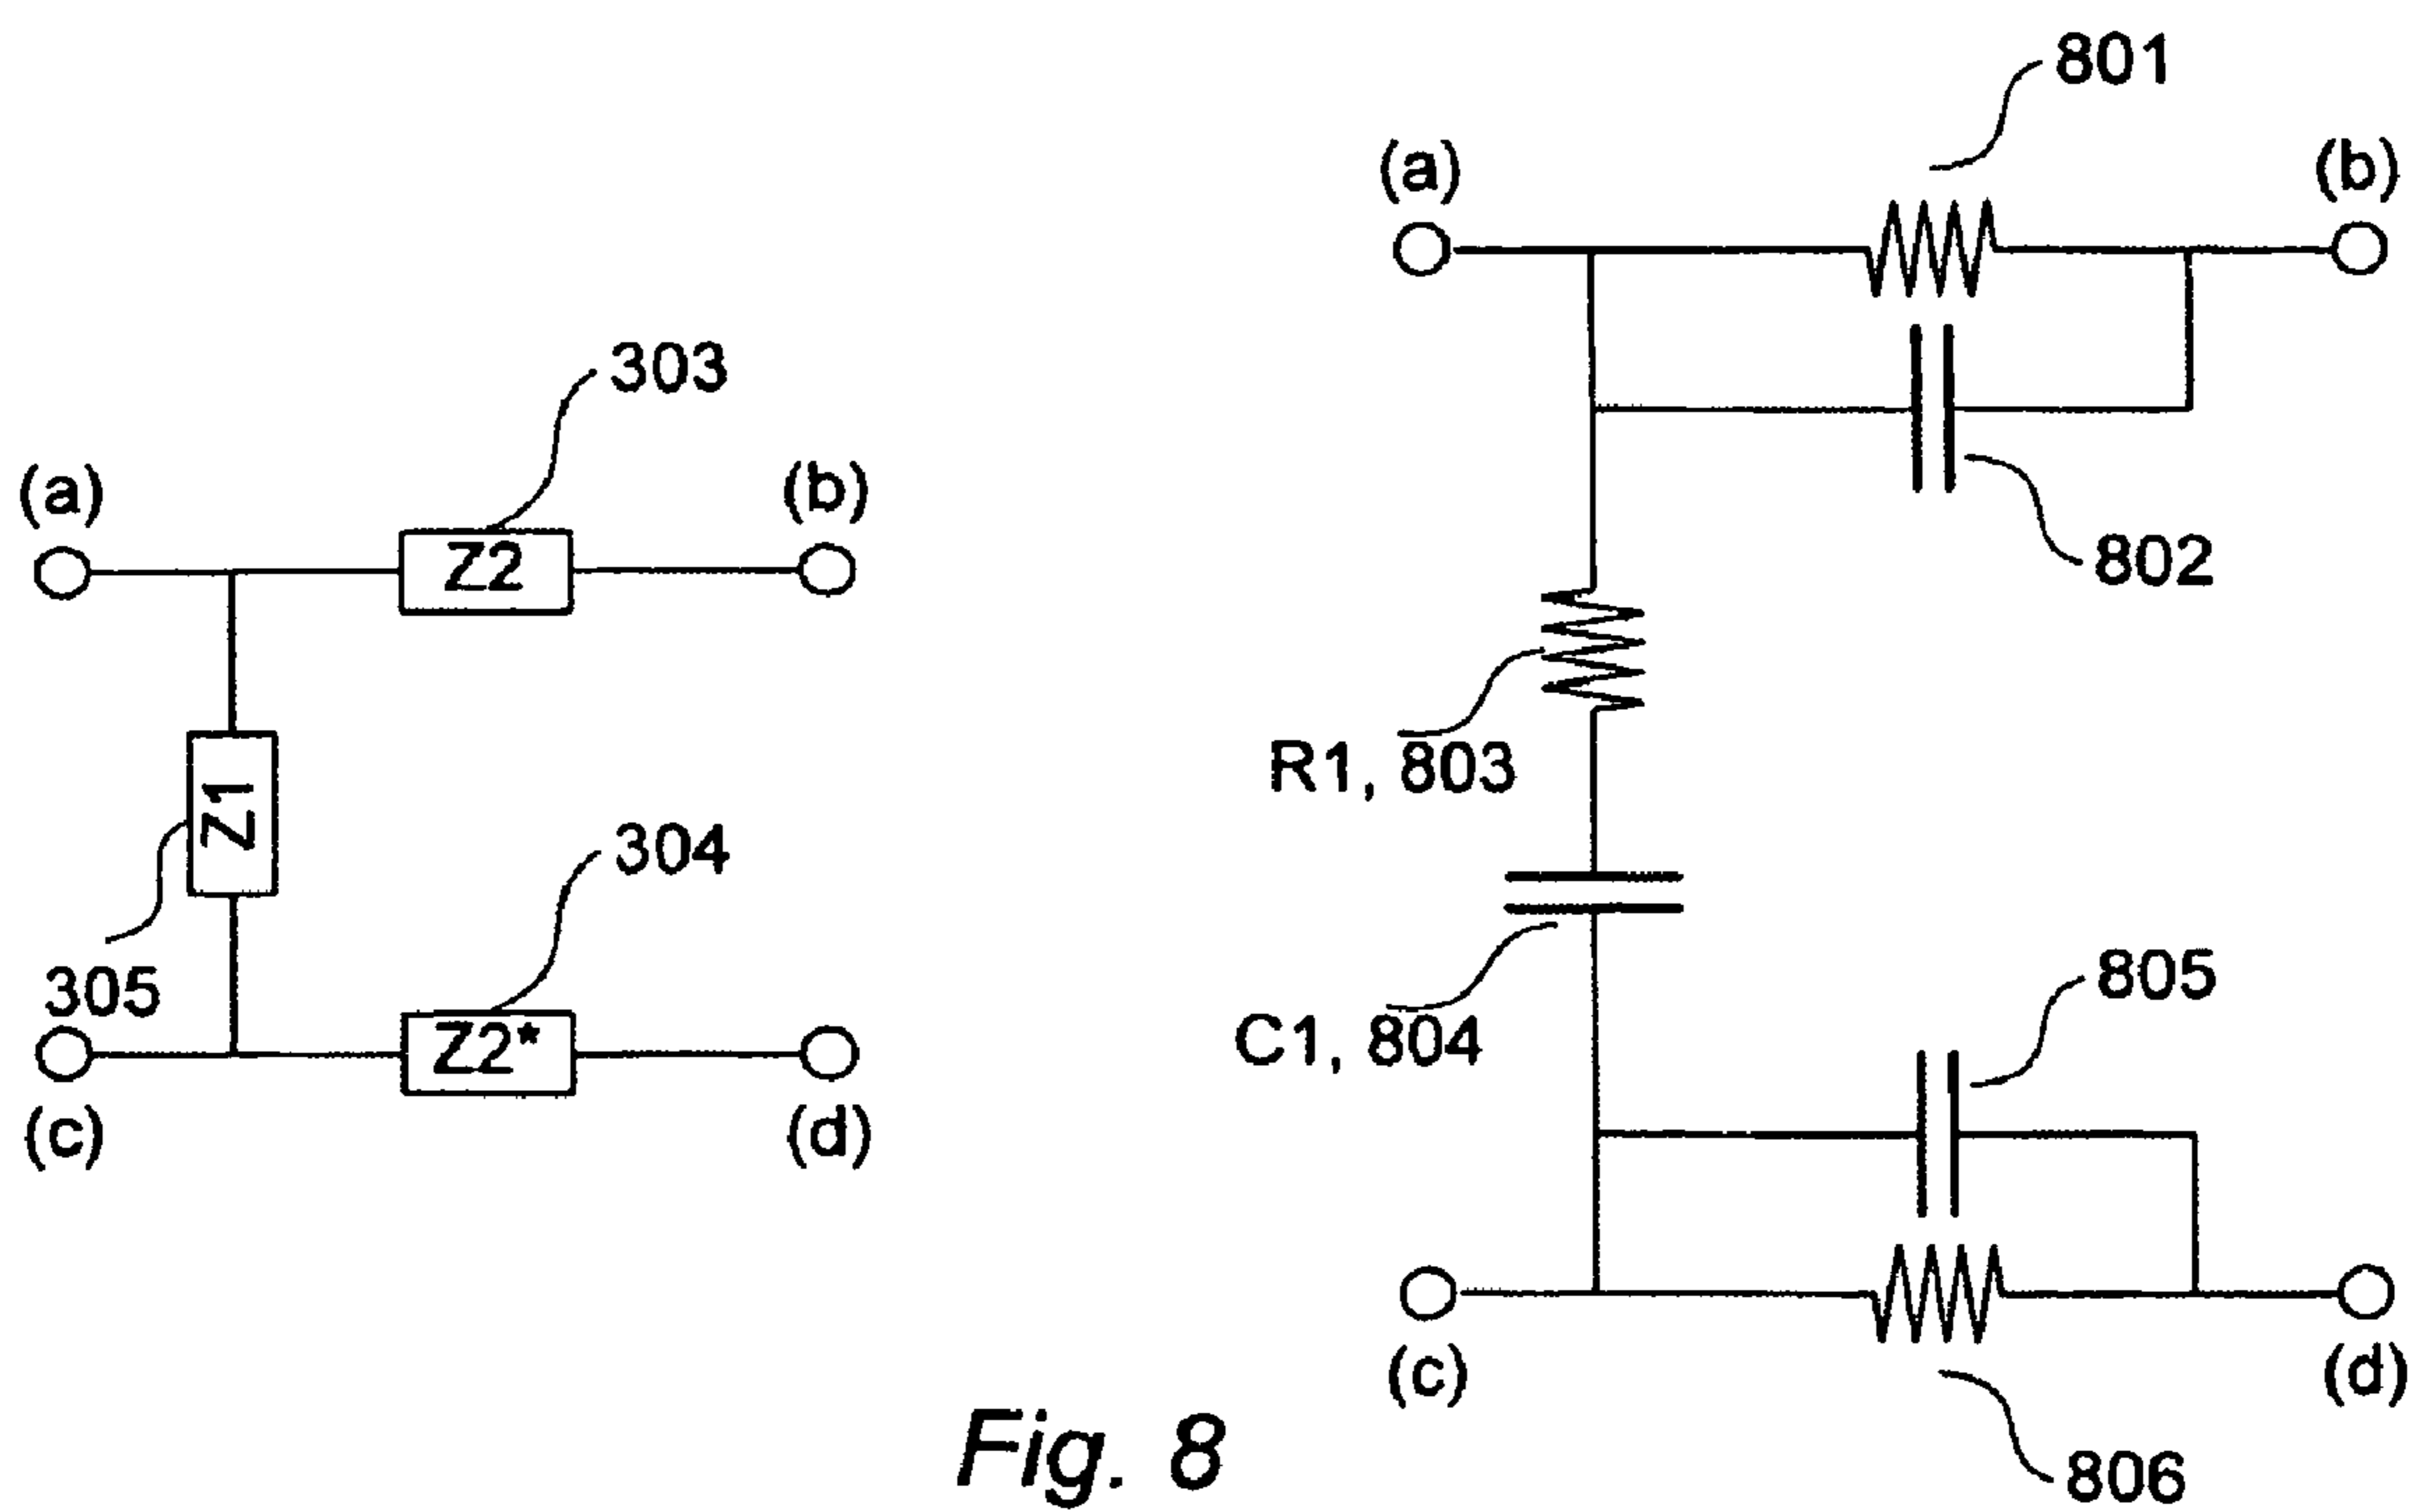 303
(a)
(b)
Z2
Z1
305
304
Z2*
(c)
(d)
801
(a)
(b)
802
R1, 803
C1, 804
805
(c)
(d)
806
Fig. 8